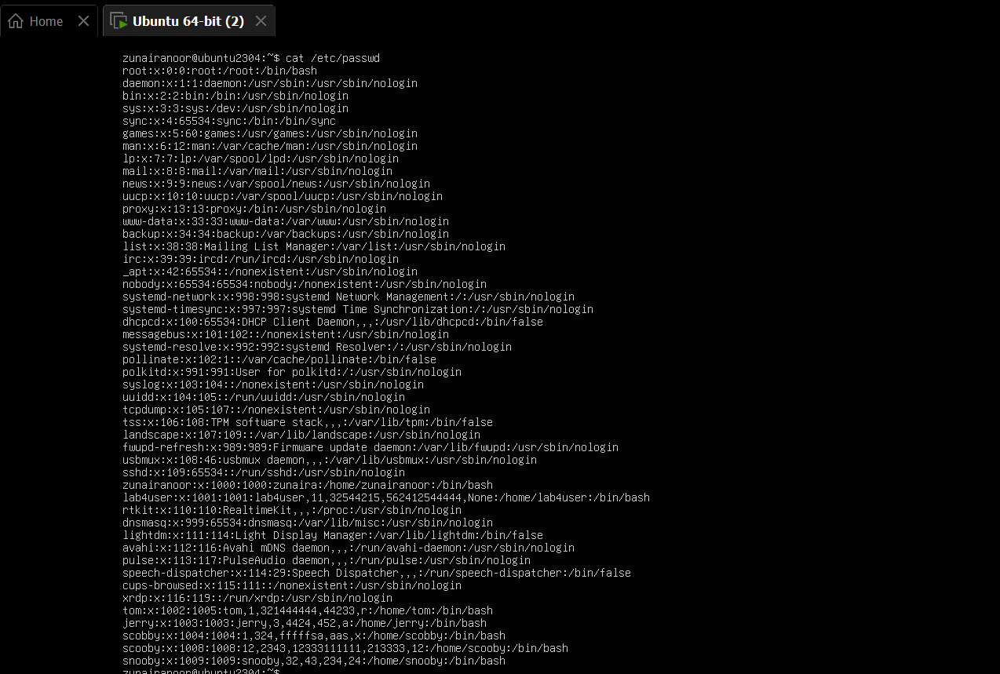 Home
Ubuntu 64-bit (2)
zunairanoor@ubuntu2304:~$ cat /etc/passwd
root:x:0:0:root:/root:/bin/bash
daemon:x:1:1:daemon:/usr/sbin:/usr/sbin/nologin
bin:x:2:2:bin:/bin:/usr/sbin/nologin
sys:x:3:3:sys:/dev:/usr/sbin/nologin
sync:x:4:65534:sync:/bin:/bin/sync
games:x:5:60:games:/usr/games:/usr/sbin/nologin
man:x:6:12:man:/var/cache/man:/usr/sbin/nologin
lp:x:7:7:lp:/var/spool/lpd:/usr/sbin/nologin
mail:x:8:8:mail:/var/mail:/usr/sbin/nologin
news:x:9:9:news:/var/spool/news:/usr/sbin/nologin
uucp:x:10:10:uucp:/var/spool/uucp:/usr/sbin/nologin
proxy:x:13:13:proxy:/bin:/usr/sbin/nologin
www-data:x:33:33:www-data:/var/www:/usr/sbin/nologin
backup:x:34:34:backup:/var/backups:/usr/sbin/nologin
list:x:38:38:Mailing List Manager:/var/list:/usr/sbin/nologin
irc:x:39:39:ircd:/run/ircd:/usr/sbin/nologin
_apt:x:42:65534::/nonexistent:/usr/sbin/nologin
nobody:x:65534:65534:nobody:/nonexistent:/usr/sbin/nologin
systemd-network:x:998:998:systemd Network Management:/:/usr/sbin/nologin
systemd-timesync:x:997:997:systemd Time Synchronization:/:/usr/sbin/nologin
dhcpcd:x:100:65534:DHCP Client Daemon,,,:/usr/lib/dhcpcd:/bin/false
messagebus:x:101:102::/nonexistent:/usr/sbin/nologin
systemd-resolve:x:992:992:systemd Resolver:/:/usr/sbin/nologin
pollinate:x:102:1::/var/cache/pollinate:/bin/false
polkitd:x:991:991:User for polkitd:/:/usr/sbin/nologin
syslog:x:103:104::/nonexistent:/usr/sbin/nologin
uuidd:x:104:105::/run/uuidd:/usr/sbin/nologin
tcpdump:x:105:107::/nonexistent:/usr/sbin/nologin
tss:x:106:108:TPM software stack,,,:/var/lib/tpm:/bin/false
landscape:x:107:109::/var/lib/landscape:/usr/sbin/nologin
fwupd-refresh:x:989:989:Firmware update daemon:/var/lib/fwupd:/usr/sbin/nologin
usbmux:x:108:46:usbmux daemon,,,:/var/lib/usbmux:/usr/sbin/nologin
sshd:x:109:65534::/run/sshd:/usr/sbin/nologin
zunairanoor:x:1000:1000:zunaira:/home/zunairanoor:/bin/bash
lab4user:x:1001:1001:lab4user,11,32544215,562412544444,None:/home/lab4user:/bin/bash
rtkit:x:110:110:RealtimeKit,,,:/proc:/usr/sbin/nologin
dnsmasq:x:999:65534:dnsmasq:/var/lib/misc:/usr/sbin/nologin
lightdm:x:111:114:Light Display Manager:/var/lib/lightdm:/bin/false
avahi:x:112:116:Avahi mDNS daemon,,,:/run/avahi-daemon:/usr/sbin/nologin
pulse:x:113:117:PulseAudio daemon,,,:/run/pulse:/usr/sbin/nologin
speech-dispatcher:x:114:29:Speech Dispatcher,,,:/run/speech-dispatcher:/bin/false
cups-browsed:x:115:111::/nonexistent:/usr/sbin/nologin
xrdp:x:116:119::/run/xrdp:/usr/sbin/nologin
tom:x:1002:1005:tom,1,321444444,44233,r:/home/tom:/bin/bash
jerry:x:1003:1003:jerry,3,4424,452,a:/home/jerry:/bin/bash
scobby:x:1004:1004:1,324,fffffsa,aas,x:/home/scobby:/bin/bash
scooby:x:1008:1008:12,2343,12333111111,213333,12:/home/scooby:/bin/bash
snooby:x:1009:1009:snooby,32,43,234,24:/home/snooby:/bin/bash
zunairanoor@ubuntu2304:~$